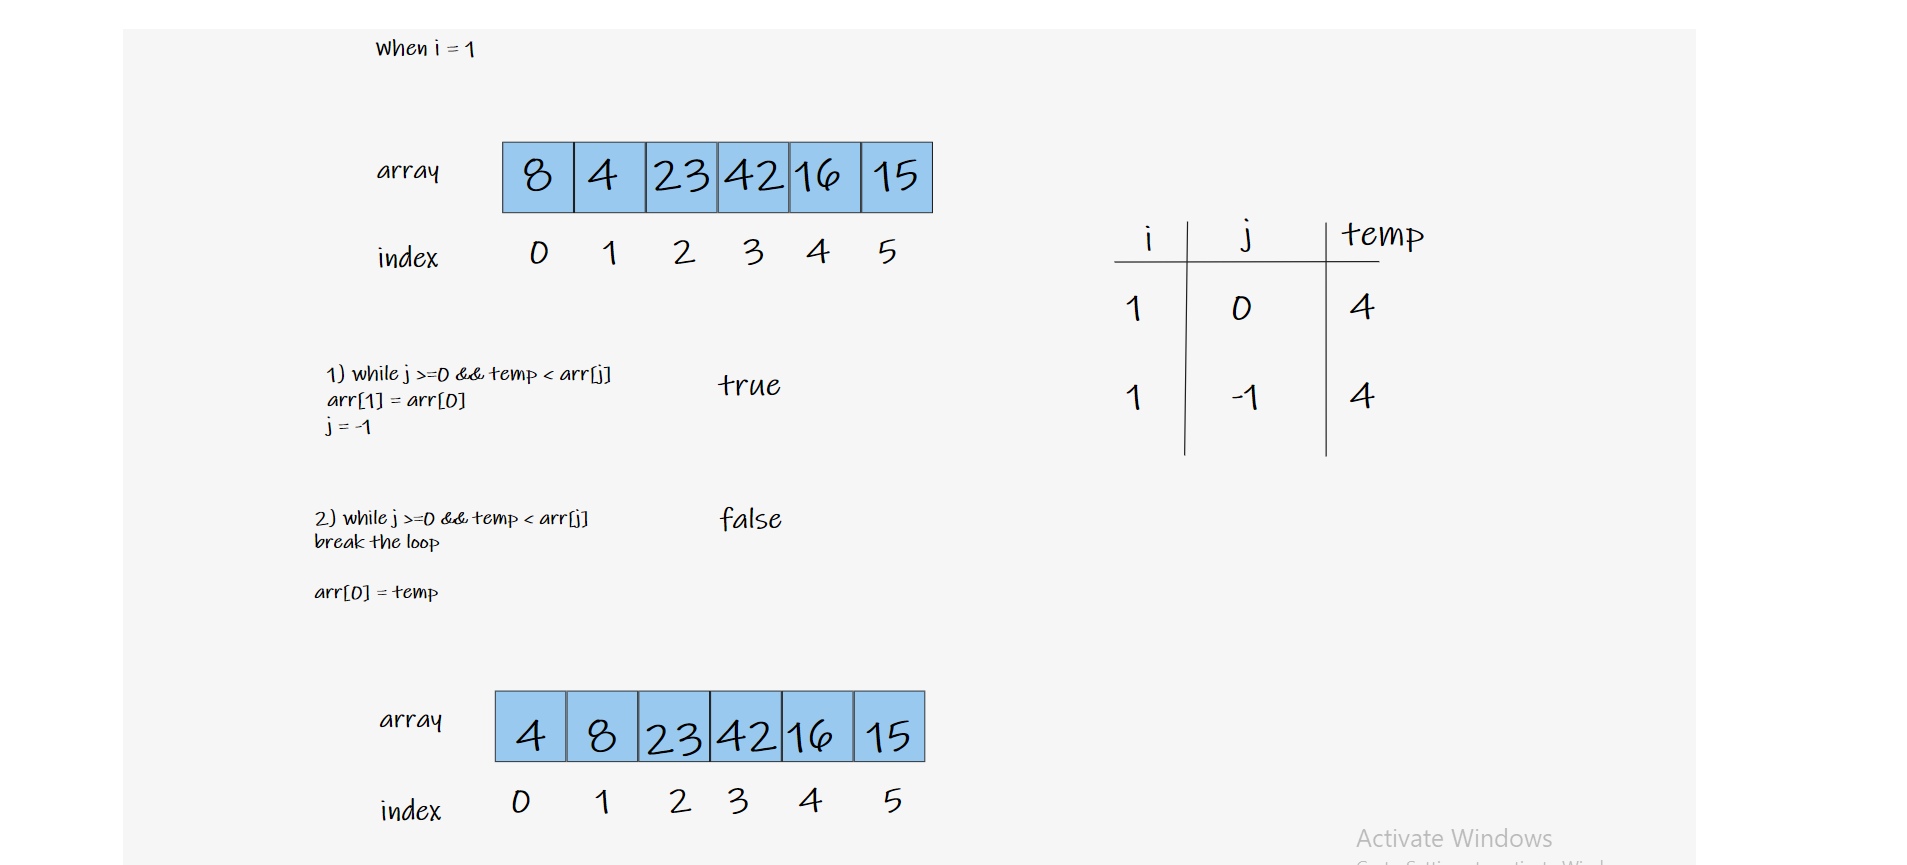 When i = 1
array 8 4 23 42 16 15
index 0 1 2 3 4 5
i j temp
1 0 4
1 -1 4
1) while j >=0 && temp < arr[j] true
arr[1] = arr[0]
j = -1
2) while j >=0 && temp < arr[j] false
break the loop
arr[0] = temp
array 4 8 23 42 16 15
index 0 1 2 3 4 5
Activate Windows